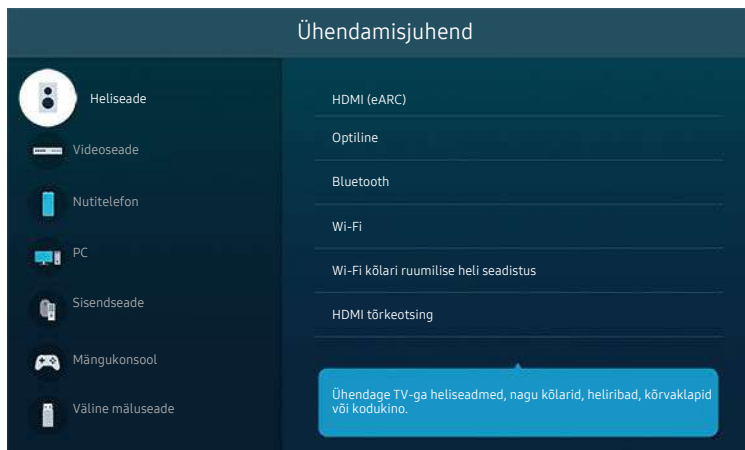 Ühendamisjuhend
Heliseade
Videoseade
Nutitelefon
PC
Sisendseade
Mängukonsool
Väline mäluseade
HDMI (eARC)
Optiline
Bluetooth
Wi-Fi
Wi-Fi kõlari ruumilise heli seadistus
HDMI tõrkeotsing
Ühendage TV-ga heliseadmed, nagu kõlarid, heliribad, kõrvaklapid
või kodukino.